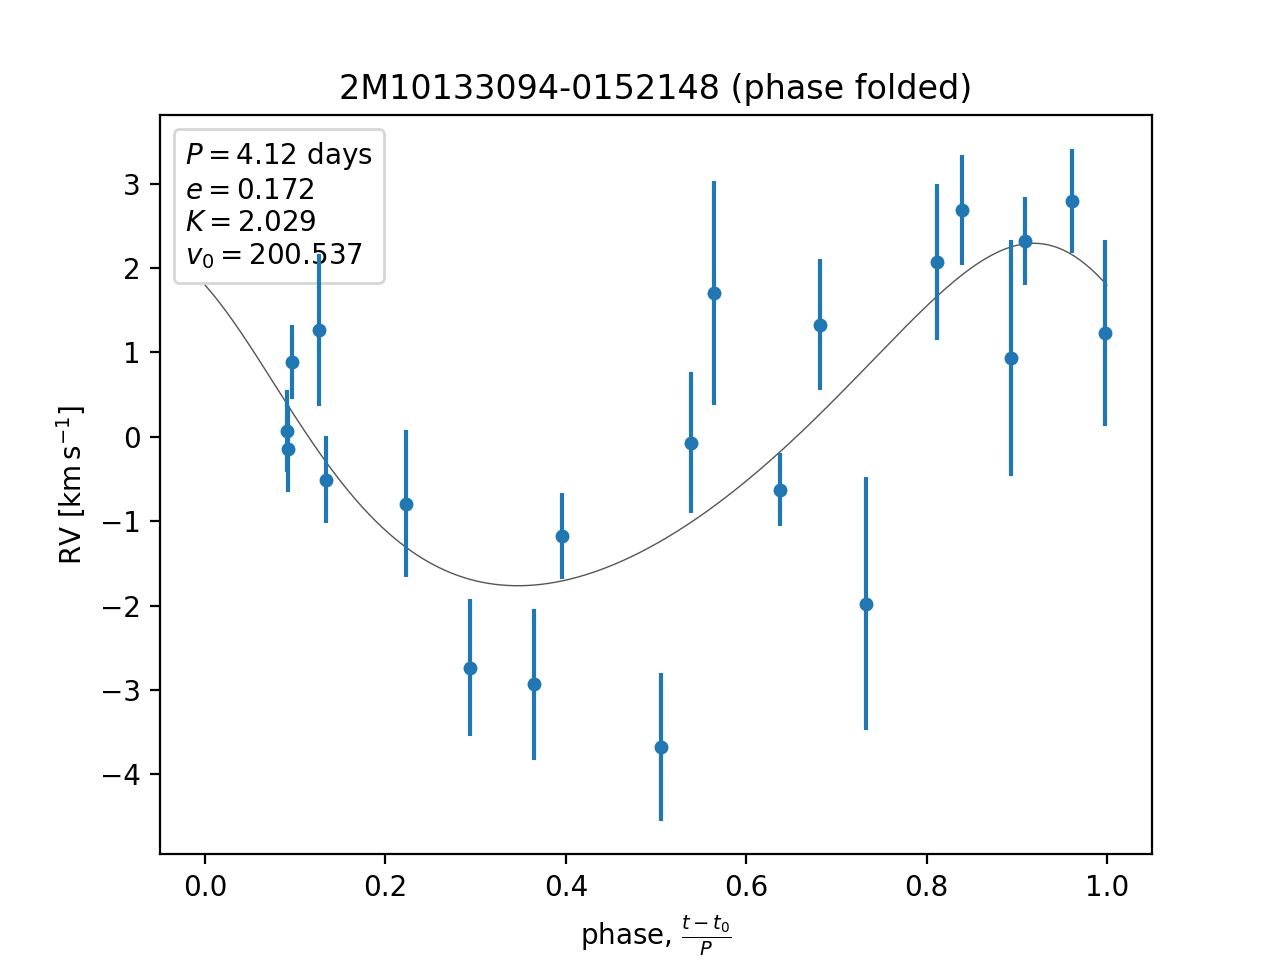 2M10133094-0152148 (phase folded)
P = 4.12 days
e = 0.172
K = 2.029
v₀ = 200.537
3
2
1
0
−1
−2
−3
−4
RV [km s⁻¹]
0.0 0.2 0.4 0.6 0.8 1.0
phase, (t − t₀)/P